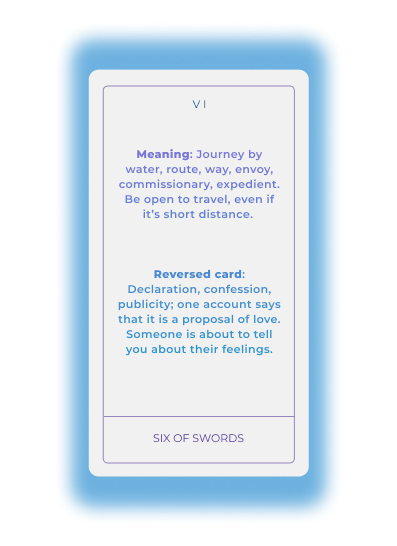 VI
Meaning: Journey by
water, route, way, envoy,
commissionary, expedient.
Be open to travel, even if
it's short distance.
Reversed card:
Declaration, confession,
publicity; one account says
that it is a proposal of love.
Someone is about to tell
you about their feelings.
SIX OF SWORDS